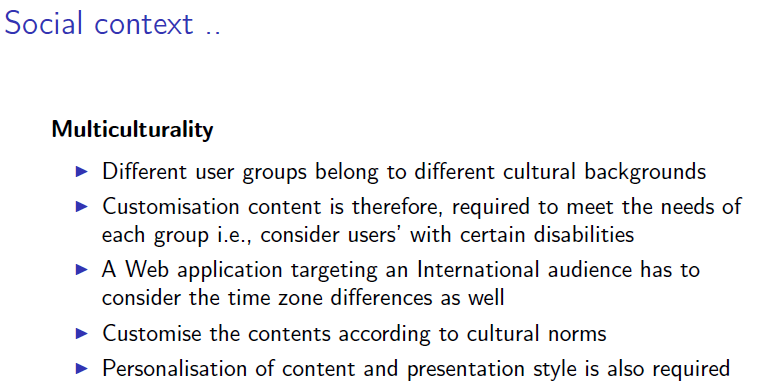 Social context ..
Multiculturality
▶ Different user groups belong to different cultural backgrounds
▶ Customisation content is therefore, required to meet the needs of
each group i.e., consider users' with certain disabilities
▶ A Web application targeting an International audience has to
consider the time zone differences as well
▶ Customise the contents according to cultural norms
▶ Personalisation of content and presentation style is also required